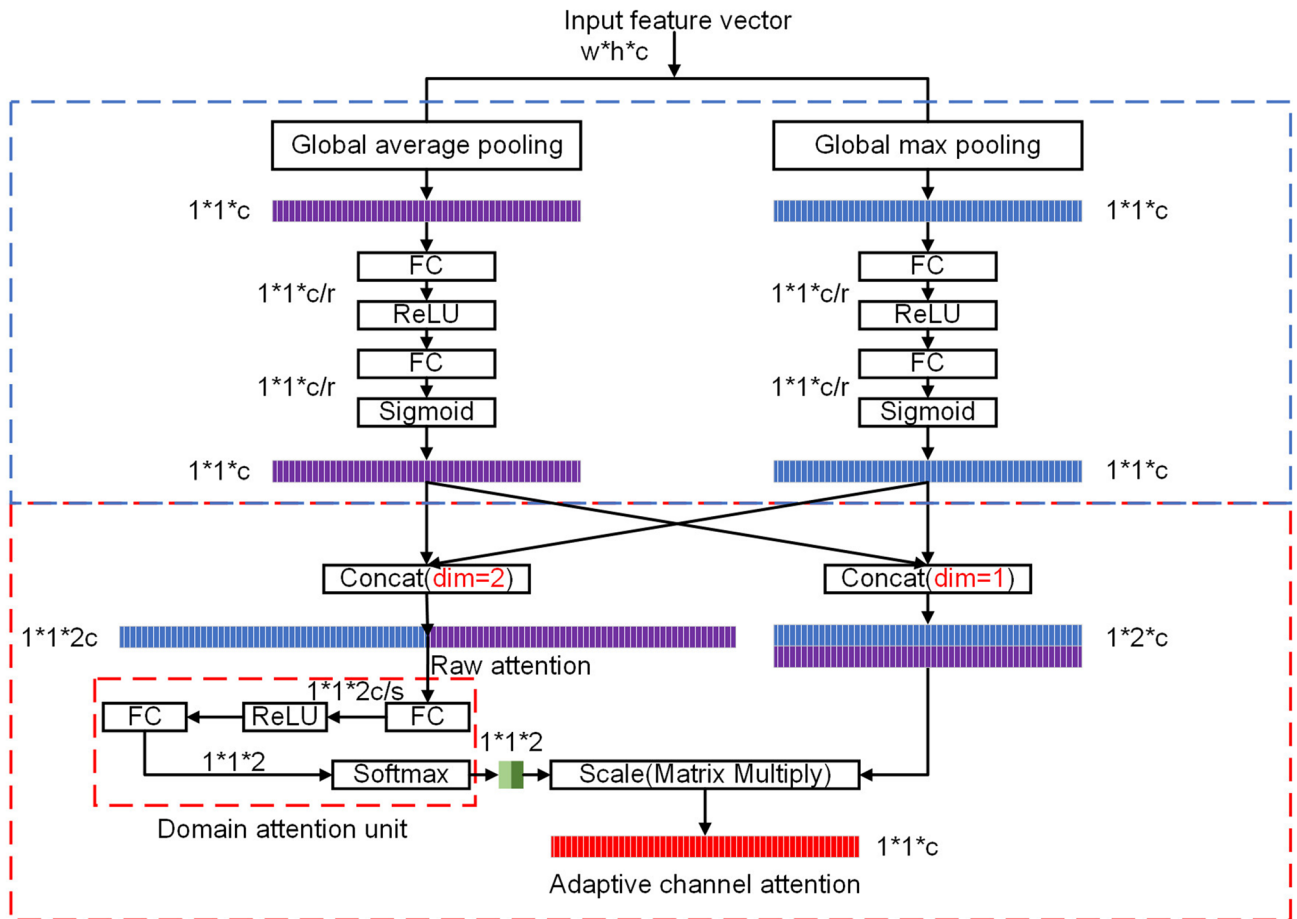 Input feature vector
w*h*c
Global average pooling
Global max pooling
1*1*c
1*1*c
FC
FC
1*1*c/r
1*1*c/r
ReLU
ReLU
FC
FC
1*1*c/r
1*1*c/r
Sigmoid
Sigmoid
1*1*c
1*1*c
Concat(dim=2)
Concat(dim=1)
1*1*2c
1*2*c
Raw attention
1*1*2c/s
FC
ReLU
FC
1*1*2
1*1*2
Softmax
Scale(Matrix Multiply)
Domain attention unit
1*1*c
Adaptive channel attention